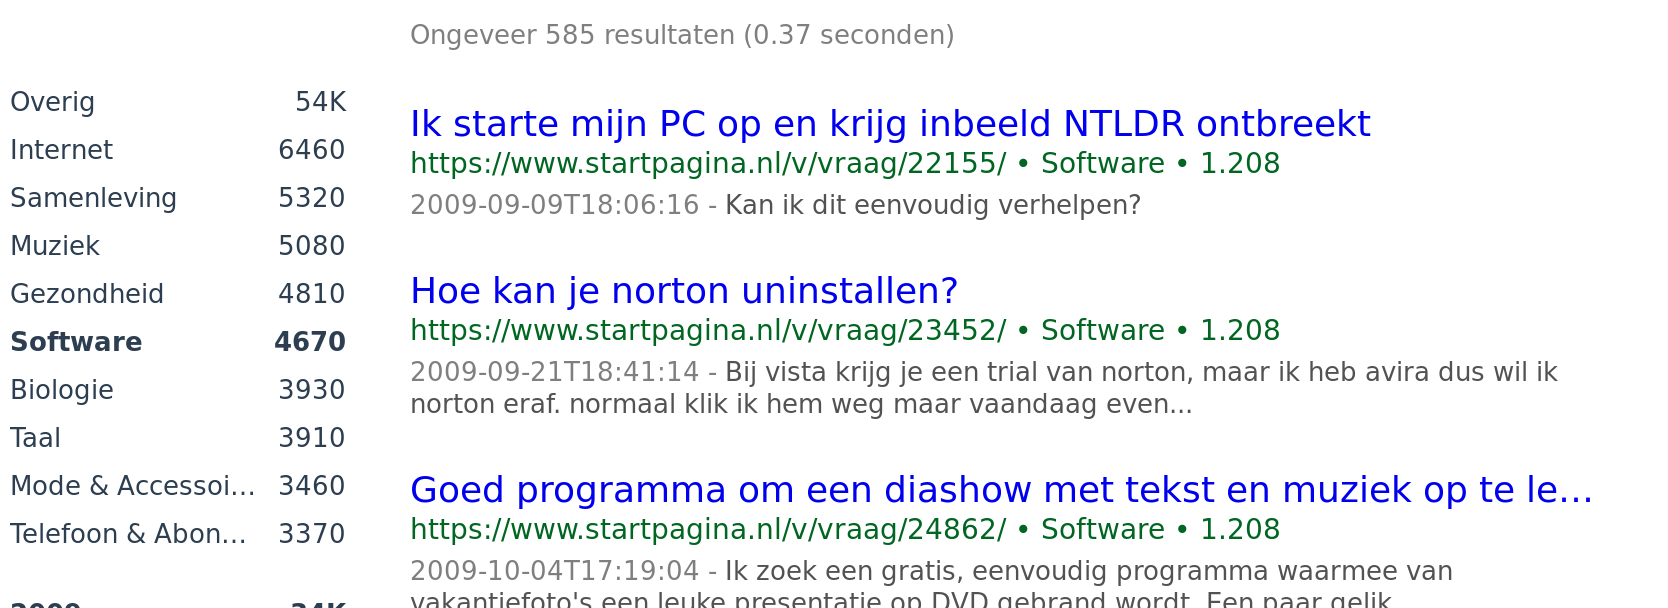 Ongeveer 585 resultaten (0.37 seconden)
Overig 54K
Internet 6460
Samenleving 5320
Muziek 5080
Gezondheid 4810
Software 4670
Biologie 3930
Taal 3910
Mode & Accessoi... 3460
Telefoon & Abon... 3370
2009 34K
Ik starte mijn PC op en krijg inbeeld NTLDR ontbreekt
https://www.startpagina.nl/v/vraag/22155/ • Software • 1.208
2009-09-09T18:06:16 - Kan ik dit eenvoudig verhelpen?
Hoe kan je norton uninstallen?
https://www.startpagina.nl/v/vraag/23452/ • Software • 1.208
2009-09-21T18:41:14 - Bij vista krijg je een trial van norton, maar ik heb avira dus wil ik
norton eraf. normaal klik ik hem weg maar vaandaag even...
Goed programma om een diashow met tekst en muziek op te le...
https://www.startpagina.nl/v/vraag/24862/ • Software • 1.208
2009-10-04T17:19:04 - Ik zoek een gratis, eenvoudig programma waarmee van
vakantiefoto's een leuke presentatie op DVD gebrand wordt. Een paar gelik